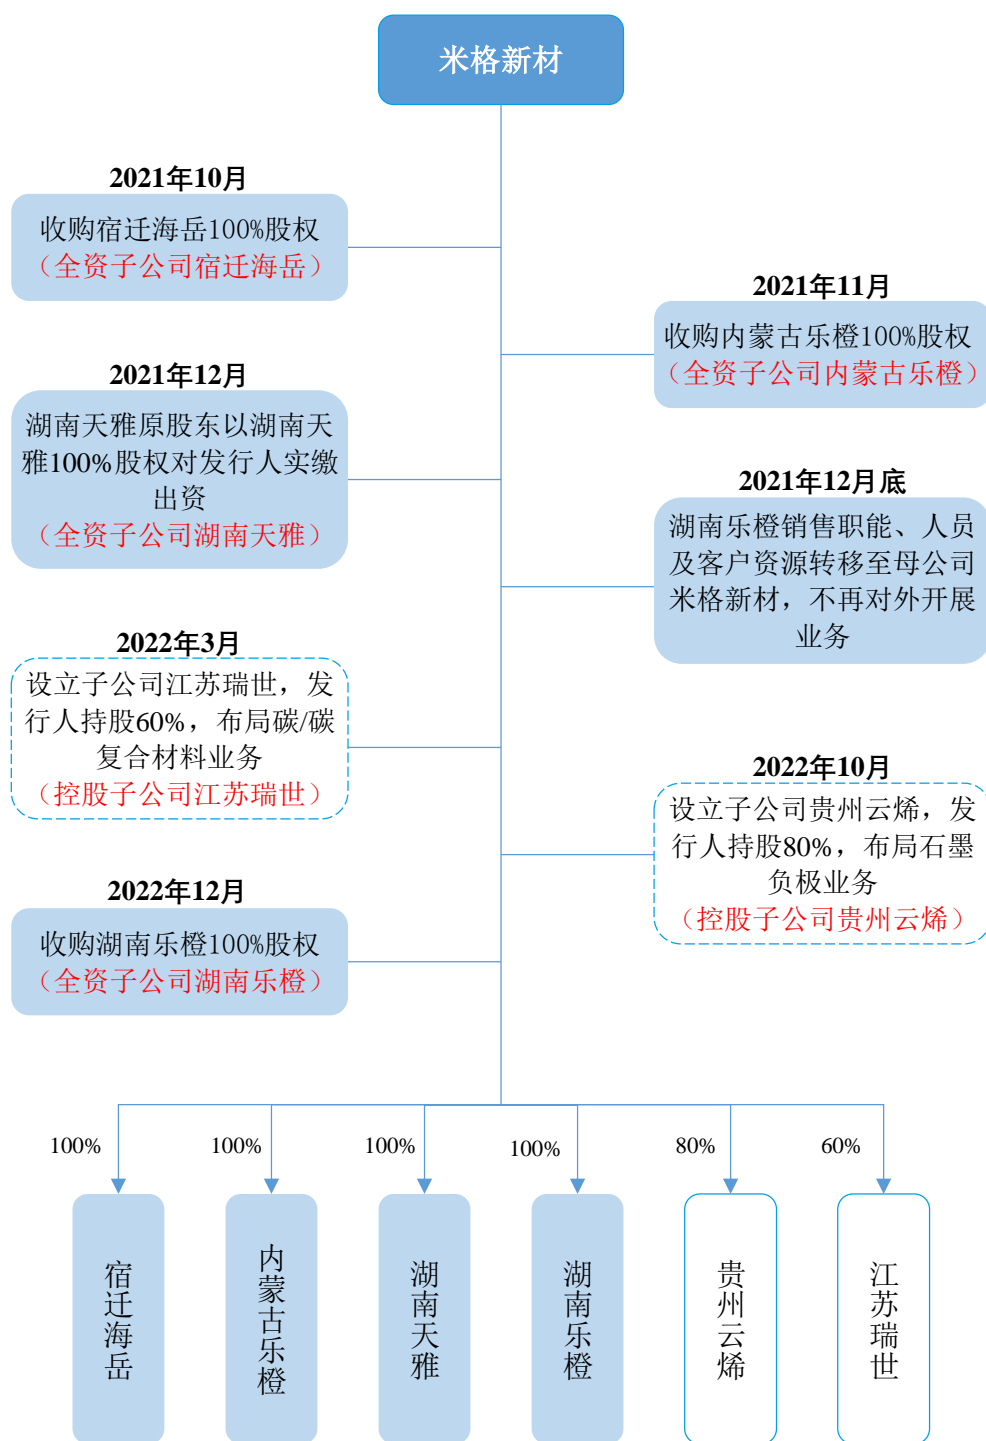 米格新材
2021年10月
收购宿迁海岳100%股权
（全资子公司宿迁海岳）
2021年11月
收购内蒙古乐橙100%股权
（全资子公司内蒙古乐橙）
2021年12月
湖南天雅原股东以湖南天
雅100%股权对发行人实缴
出资
（全资子公司湖南天雅）
2021年12月底
湖南乐橙销售职能、人员
及客户资源转移至母公司
米格新材，不再对外开展
业务
2022年3月
设立子公司江苏瑞世，发
行人持股60%，布局碳/碳
复合材料业务
（控股子公司江苏瑞世）
2022年10月
设立子公司贵州云烯，发
行人持股80%，布局石墨
负极业务
（控股子公司贵州云烯）
2022年12月
收购湖南乐橙100%股权
（全资子公司湖南乐橙）
100%
100%
100%
100%
80%
60%
宿迁海岳
内蒙古乐橙
湖南天雅
湖南乐橙
贵州云烯
江苏瑞世